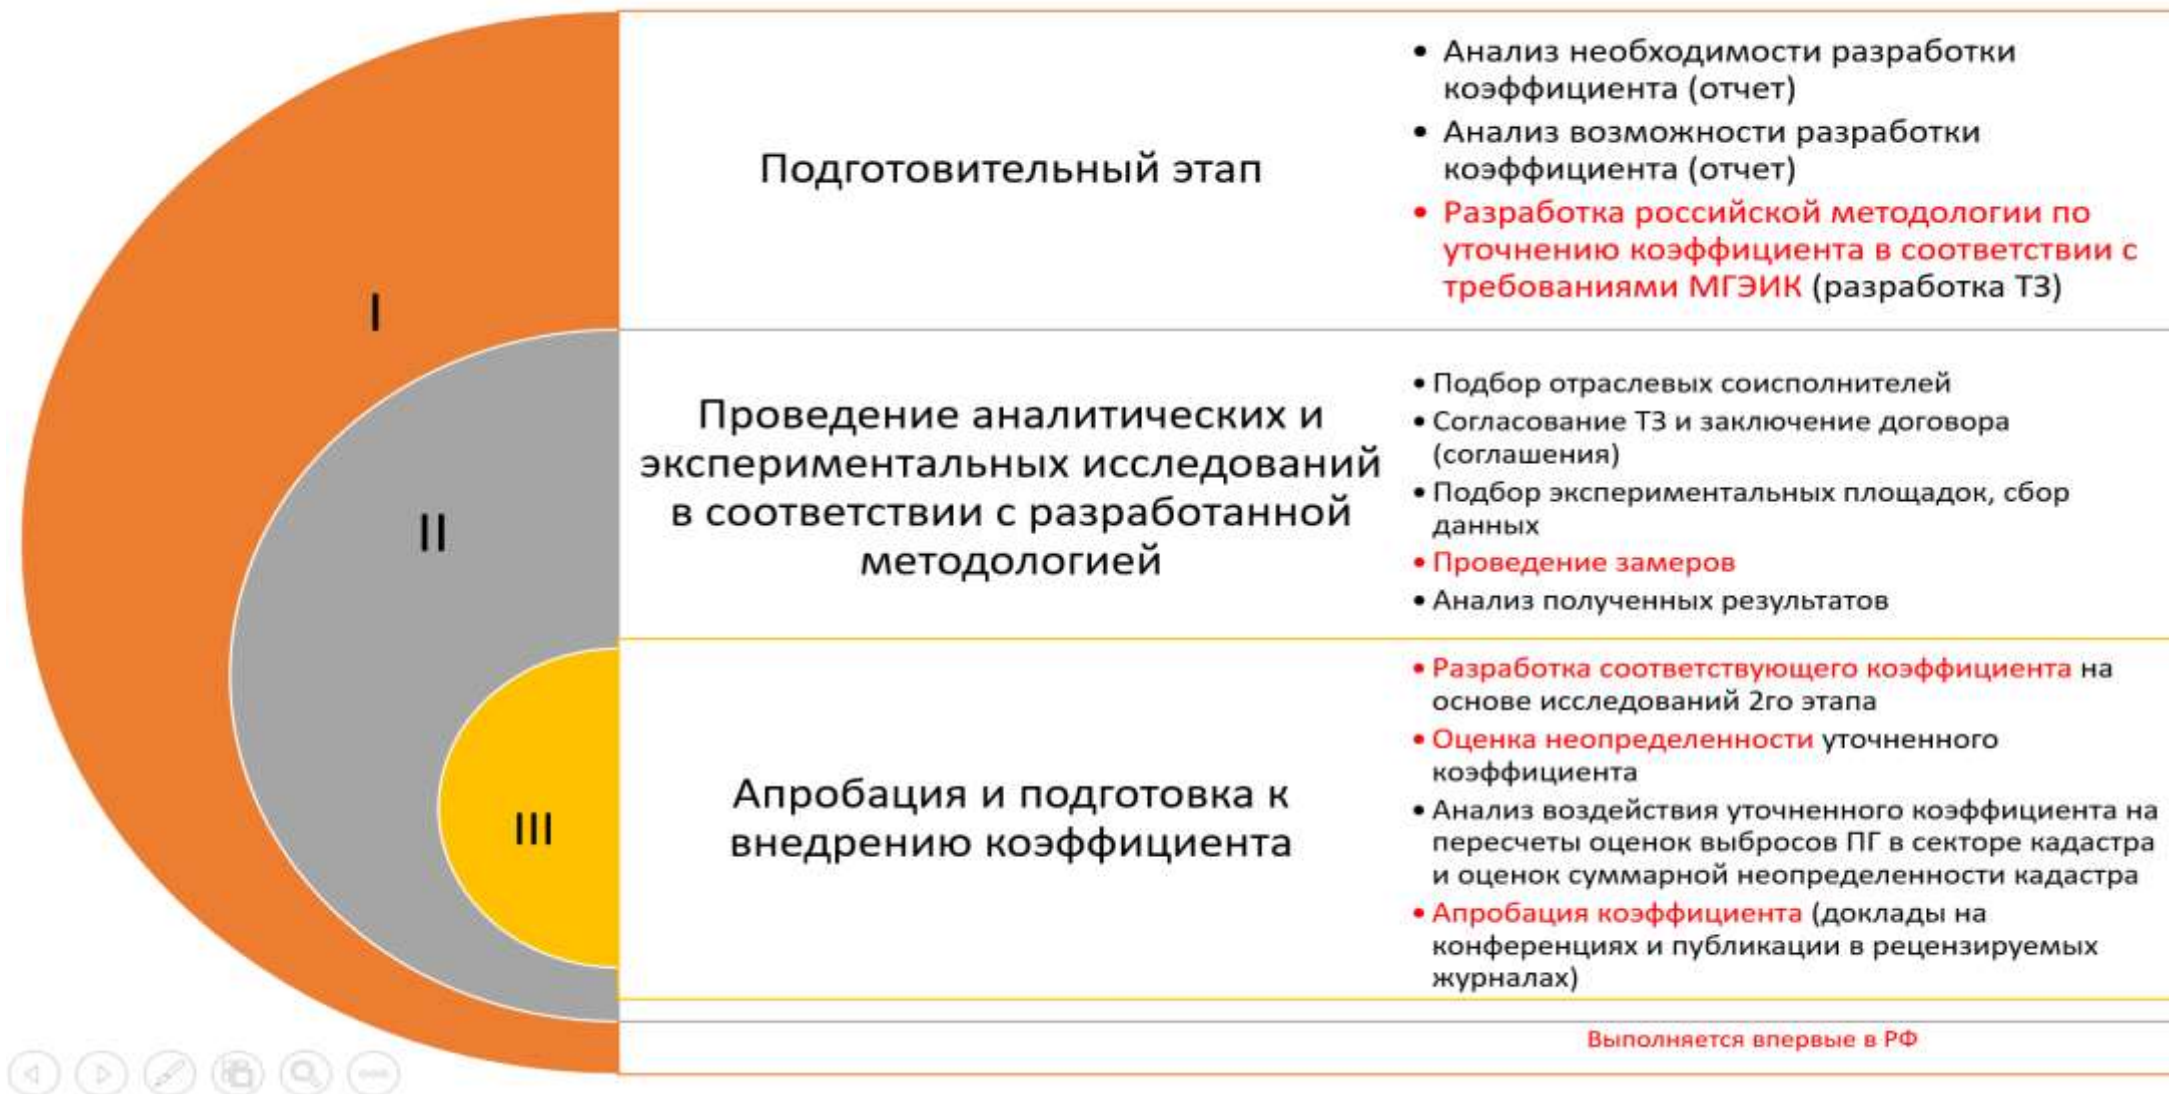 I
Подготовительный этап
• Анализ необходимости разработки
коэффициента (отчет)
• Анализ возможности разработки
коэффициента (отчет)
• Разработка российской методологии по
уточнению коэффициента в соответствии с
требованиями МГЭИК (разработка ТЗ)
II
Проведение аналитических и
экспериментальных исследований
в соответствии с разработанной
методологией
• Подбор отраслевых соисполнителей
• Согласование ТЗ и заключение договора
(соглашения)
• Подбор экспериментальных площадок, сбор
данных
• Проведение замеров
• Анализ полученных результатов
III
Апробация и подготовка к
внедрению коэффициента
• Разработка соответствующего коэффициента на
основе исследований 2го этапа
• Оценка неопределенности уточненного
коэффициента
• Анализ воздействия уточненного коэффициента на
пересчеты оценок выбросов ПГ в секторе кадастра
и оценок суммарной неопределенности кадастра
• Апробация коэффициента (доклады на
конференциях и публикации в рецензируемых
журналах)
Выполняется впервые в РФ